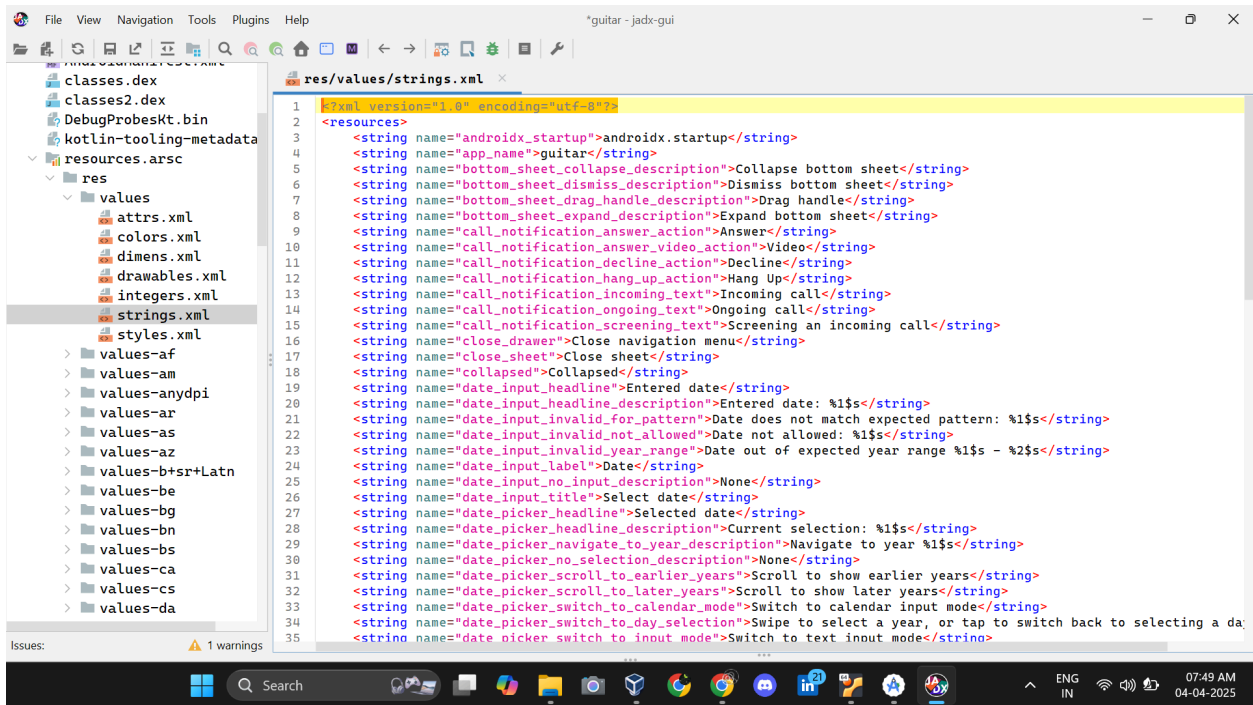 File View Navigation Tools Plugins Help
*guitar - jadx-gui
AndroidManifest.xml
classes.dex
classes2.dex
DebugProbesKt.bin
kotlin-tooling-metadata
resources.arsc
res
values
attrs.xml
colors.xml
dimens.xml
drawables.xml
integers.xml
strings.xml
styles.xml
values-af
values-am
values-anydpi
values-ar
values-as
values-az
values-b+sr+Latn
values-be
values-bg
values-bn
values-bs
values-ca
values-cs
values-da
Issues: 1 warnings
res/values/strings.xml
1 <?xml version="1.0" encoding="utf-8"?>
2 <resources>
3 <string name="androidx_startup">androidx.startup</string>
4 <string name="app_name">guitar</string>
5 <string name="bottom_sheet_collapse_description">Collapse bottom sheet</string>
6 <string name="bottom_sheet_dismiss_description">Dismiss bottom sheet</string>
7 <string name="bottom_sheet_drag_handle_description">Drag handle</string>
8 <string name="bottom_sheet_expand_description">Expand bottom sheet</string>
9 <string name="call_notification_answer_action">Answer</string>
10 <string name="call_notification_answer_video_action">Video</string>
11 <string name="call_notification_decline_action">Decline</string>
12 <string name="call_notification_hang_up_action">Hang Up</string>
13 <string name="call_notification_incoming_text">Incoming call</string>
14 <string name="call_notification_ongoing_text">Ongoing call</string>
15 <string name="call_notification_screening_text">Screening an incoming call</string>
16 <string name="close_drawer">Close navigation menu</string>
17 <string name="close_sheet">Close sheet</string>
18 <string name="collapsed">Collapsed</string>
19 <string name="date_input_headline">Entered date</string>
20 <string name="date_input_headline_description">Entered date: %1$s</string>
21 <string name="date_input_invalid_for_pattern">Date does not match expected pattern: %1$s</string>
22 <string name="date_input_invalid_not_allowed">Date not allowed: %1$s</string>
23 <string name="date_input_invalid_year_range">Date out of expected year range %1$s – %2$s</string>
24 <string name="date_input_label">Date</string>
25 <string name="date_input_no_input_description">None</string>
26 <string name="date_input_title">Select date</string>
27 <string name="date_picker_headline">Selected date</string>
28 <string name="date_picker_headline_description">Current selection: %1$s</string>
29 <string name="date_picker_navigate_to_year_description">Navigate to year %1$s</string>
30 <string name="date_picker_no_selection_description">None</string>
31 <string name="date_picker_scroll_to_earlier_years">Scroll to show earlier years</string>
32 <string name="date_picker_scroll_to_later_years">Scroll to show later years</string>
33 <string name="date_picker_switch_to_calendar_mode">Switch to calendar input mode</string>
34 <string name="date_picker_switch_to_day_selection">Swipe to select a year, or tap to switch back to selecting a da
35 <string name="date_picker_switch_to_input_mode">Switch to text input mode</string>
Search
21
ENG
IN
07:49 AM
04-04-2025